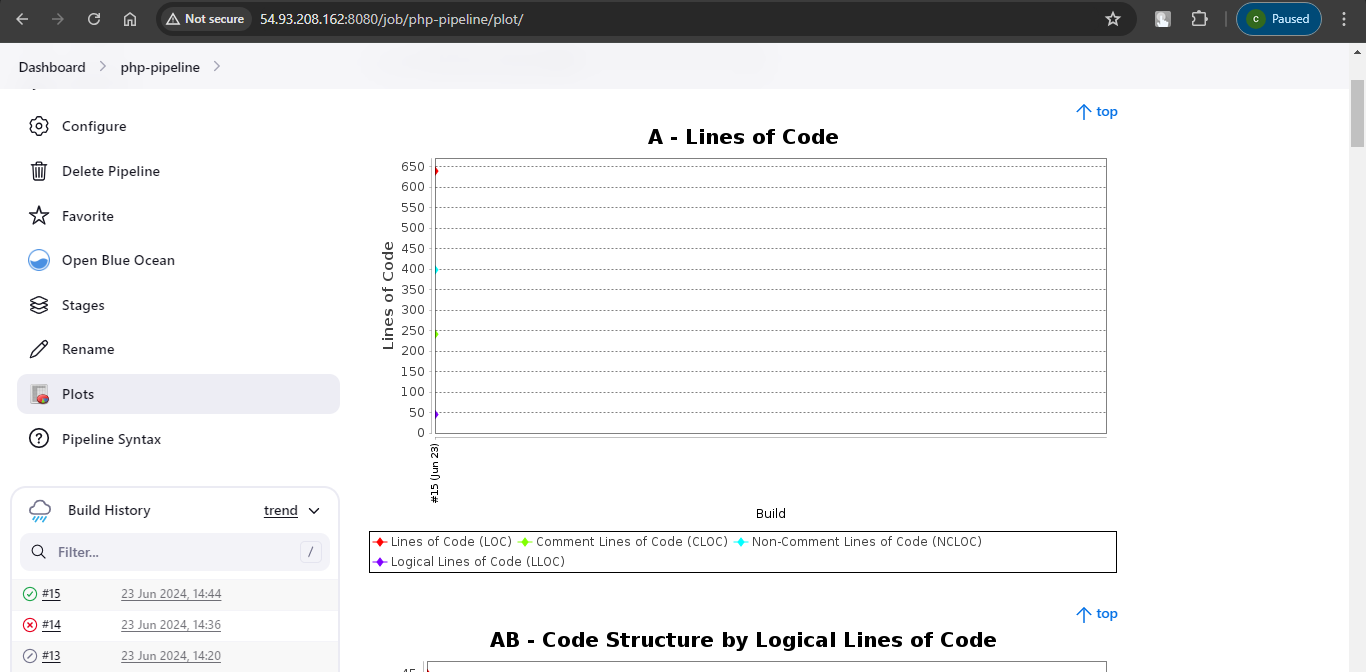 Not secure 54.93.208.162:8080/job/php-pipeline/plot/
C Paused
Dashboard php-pipeline
Configure
Delete Pipeline
Favorite
Open Blue Ocean
Stages
Rename
Plots
Pipeline Syntax
Build History trend
Filter... /
#15 23 Jun 2024, 14:44
#14 23 Jun 2024, 14:36
#13 23 Jun 2024, 14:20
top
A - Lines of Code
Lines of Code
650
600
550
500
450
400
350
300
250
200
150
100
50
0
#15 (Jun 23)
Build
Lines of Code (LOC) Comment Lines of Code (CLOC) Non-Comment Lines of Code (NCLOC)
Logical Lines of Code (LLOC)
top
AB - Code Structure by Logical Lines of Code